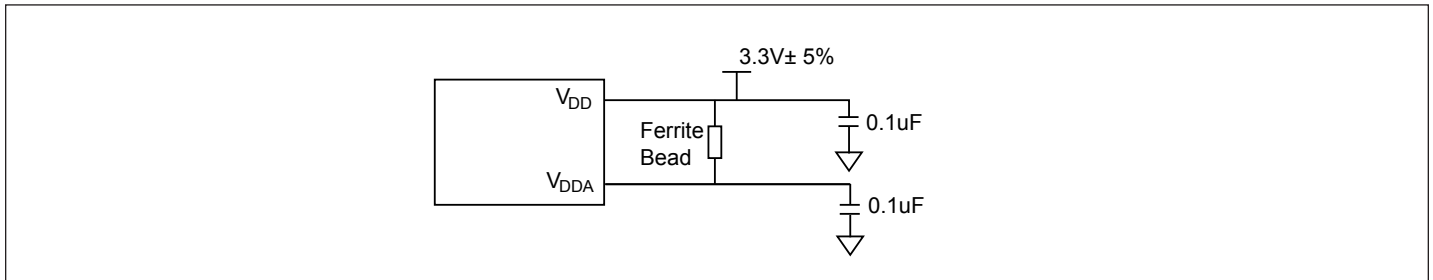 3.3V± 5%
VDD
0.1uF
Ferrite
Bead
VDDA
0.1uF